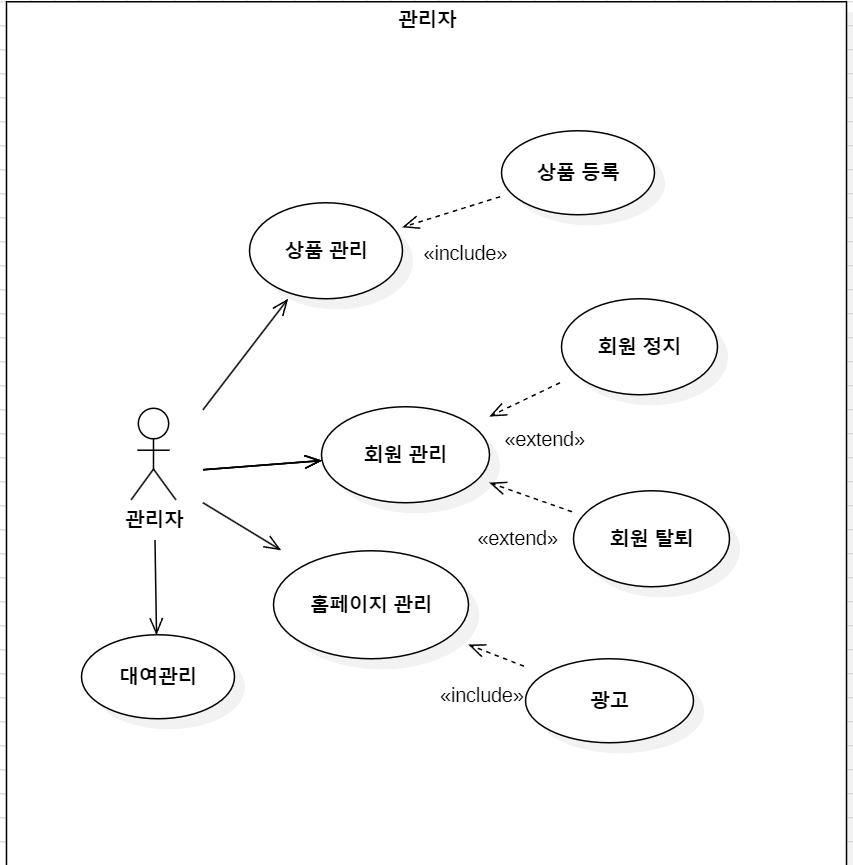 관리자
상품 등록
상품 관리
«include»
회원 정지
«extend»
회원 관리
관리자
«extend»
회원 탈퇴
홈페이지 관리
대여관리
«include»
광고